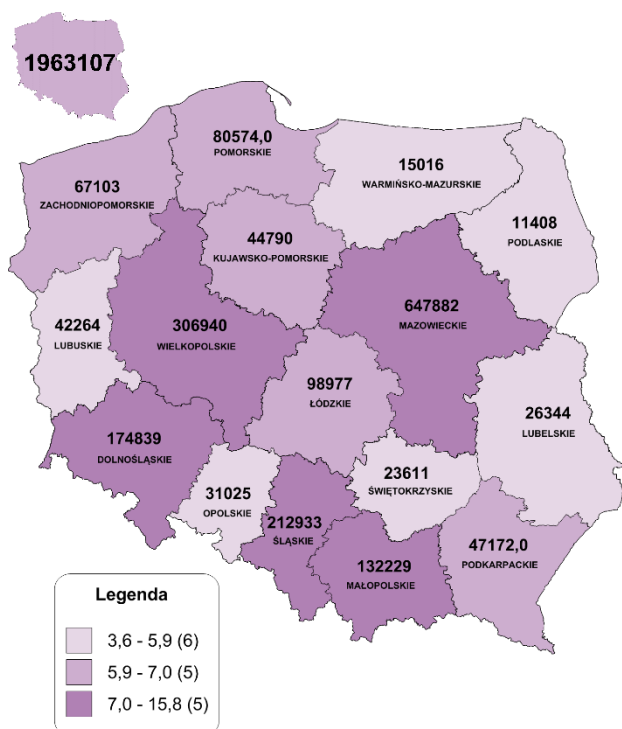 1963107
80574,0
POMORSKIE
15016
WARMIŃSKO-MAZURSKIE
67103
ZACHODNIOPOMORSKIE
11408
PODLASKIE
44790
KUJAWSKO-POMORSKIE
647882
MAZOWIECKIE
42264
LUBUSKIE
306940
WIELKOPOLSKIE
98977
ŁÓDZKIE
26344
LUBELSKIE
174839
DOLNOŚLĄSKIE
31025
OPOLSKIE
23611
ŚWIĘTOKRZYSKIE
212933
ŚLĄSKIE
132229
MAŁOPOLSKIE
47172,0
PODKARPACKIE
Legenda
3,6 - 5,9 (6)
5,9 - 7,0 (5)
7,0 - 15,8 (5)